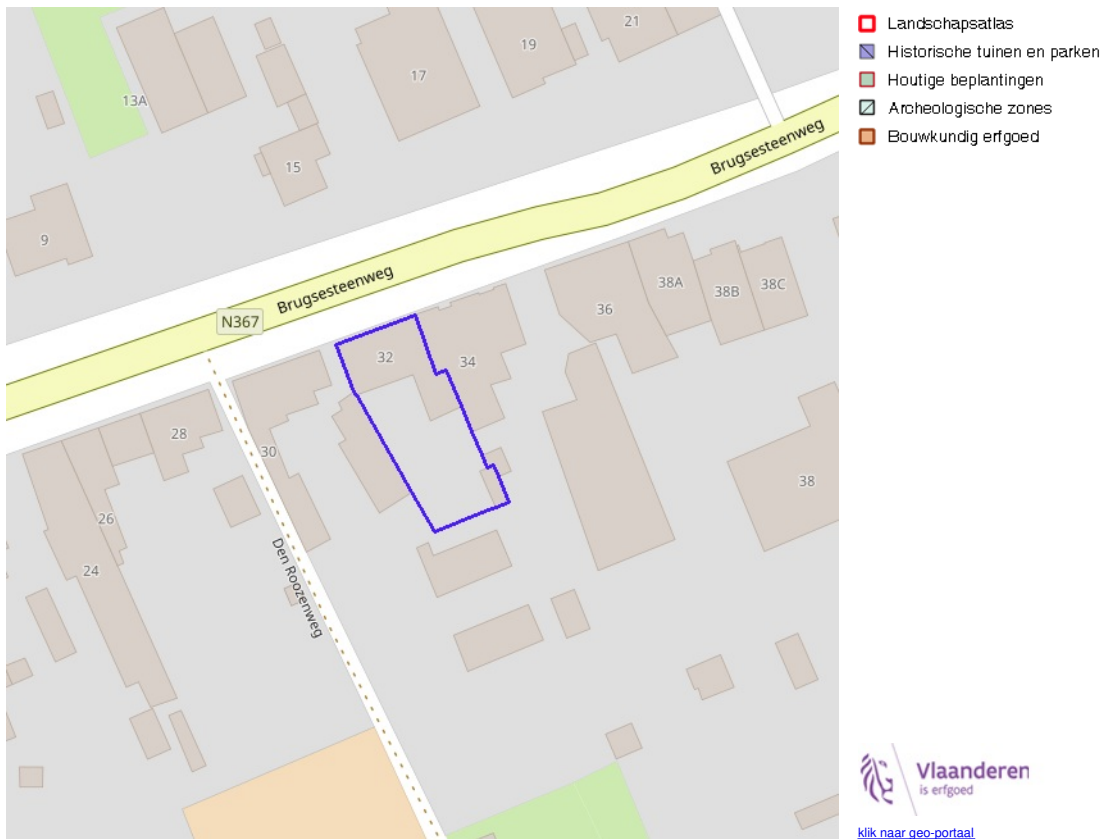 21
19
17
13A
15
9
Brugsesteenweg
Brugsesteenweg
N367
38A
38B
38C
36
32
34
28
30
26
24
38
Den Roozenweg
Landschapsatlas
Historische tuinen en parken
Houtige beplantingen
Archeologische zones
Bouwkundig erfgoed
Vlaanderen
is erfgoed
klik naar geo-portaal